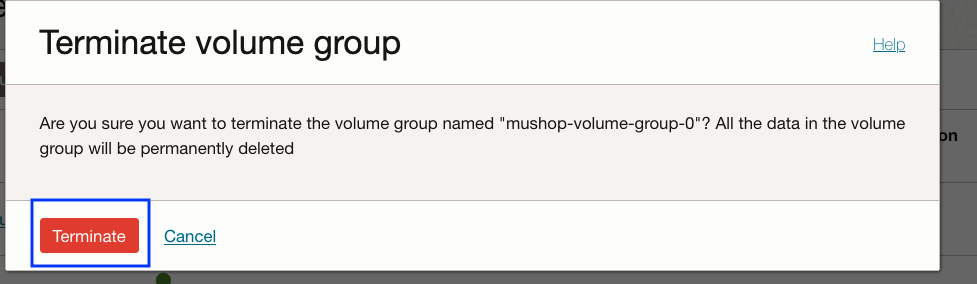 Terminate volume group
Help
Are you sure you want to terminate the volume group named "mushop-volume-group-0"? All the data in the volume
group will be permanently deleted
on
Terminate
Cancel